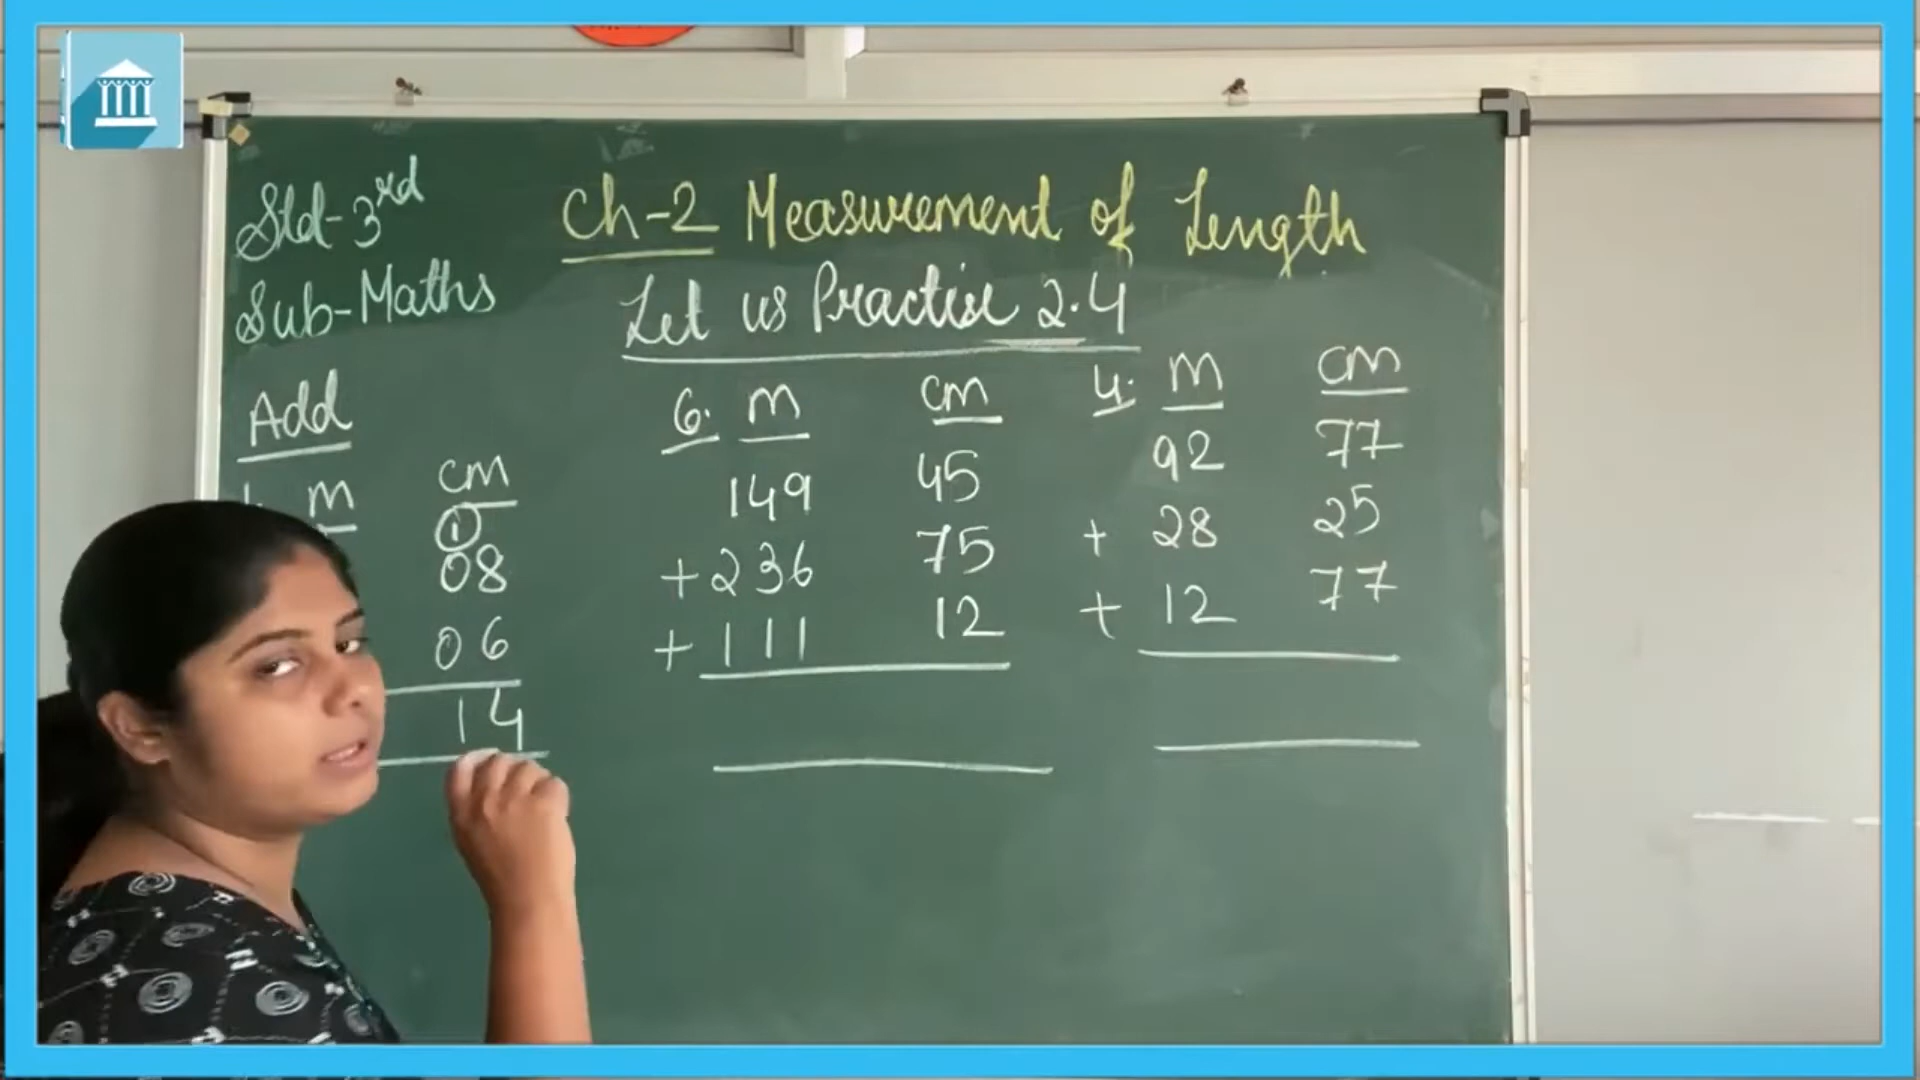 Std-3rd
Sub-Maths
Ch-2 Measurement of Length
Let us Practise 2.4
Add
m cm
1
08
06
14
6. m cm
149 45
+236 75
+111 12
4. m cm
92 77
+ 28 25
+ 12 77